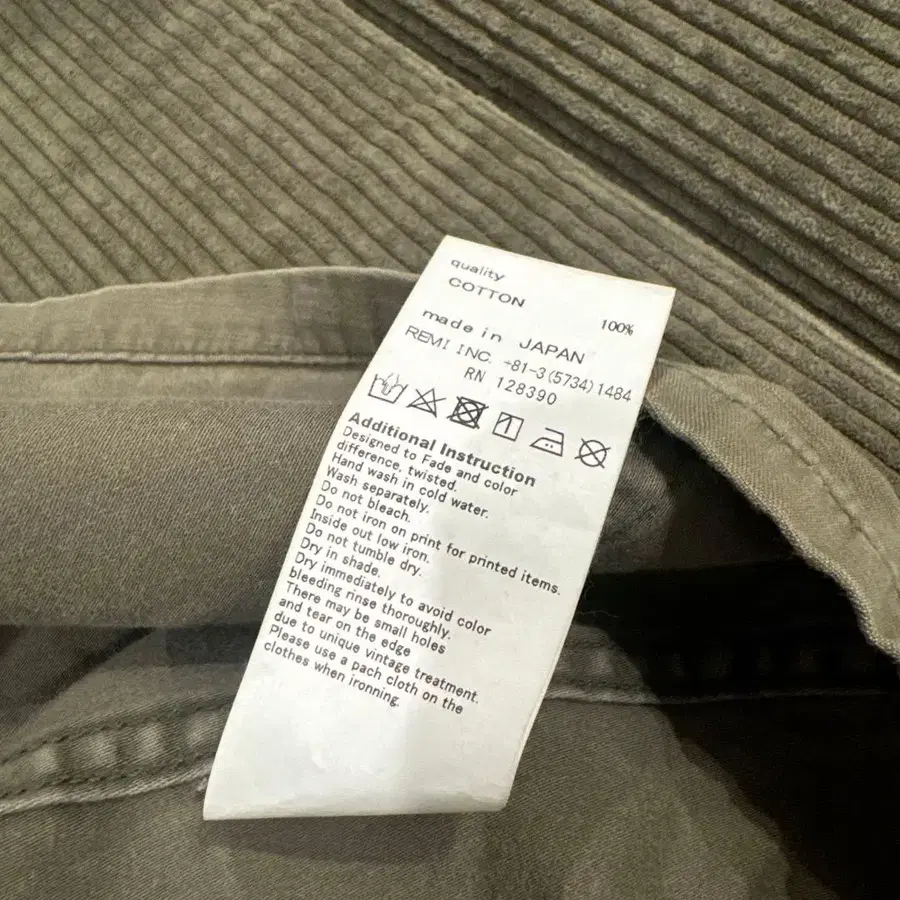 quality
COTTON
100%
made in JAPAN
REMI INC. +81-3(5734)1484
RN 128390
Additional Instruction
Designed to Fade and color
difference, twisted.
Hand wash in cold water.
Wash separately.
Do not bleach.
Do not iron on print for printed items.
Inside out low iron.
Do not tumble dry.
Dry in shade.
Dry immediately to avoid color
bleeding rinse thoroughly.
There may be small holes
and tear on the edge
due to unique vintage treatment.
Please use a pach cloth on the
clothes when ironning.